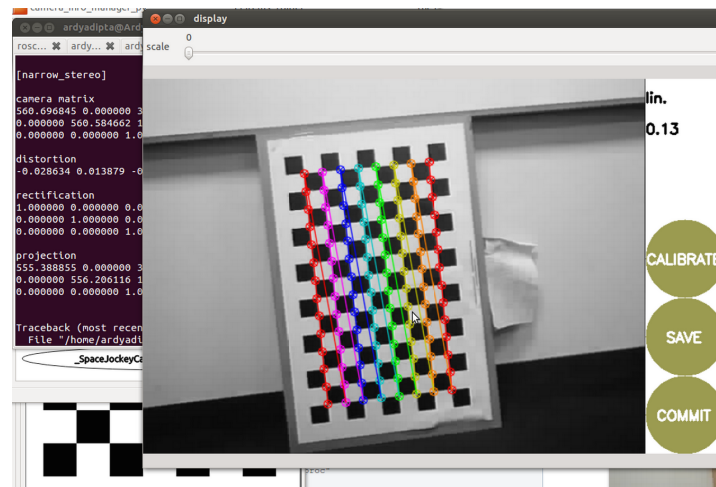 display
ardyadipta@Ard
rosc...
ardy...
ardy
scale
0
[narrow_stereo]
camera matrix
560.696845 0.000000 3
0.000000 560.584662 1
0.000000 0.000000 1.0
distortion
-0.028634 0.013879 -0
rectification
1.000000 0.000000 0.0
0.000000 1.000000 0.0
0.000000 0.000000 1.0
projection
555.388855 0.000000 3
0.000000 556.206116 1
0.000000 0.000000 1.0
Traceback (most recen
File "/home/ardyadi
_SpaceJockeyCa
lin.
0.13
CALIBRATE
SAVE
COMMIT